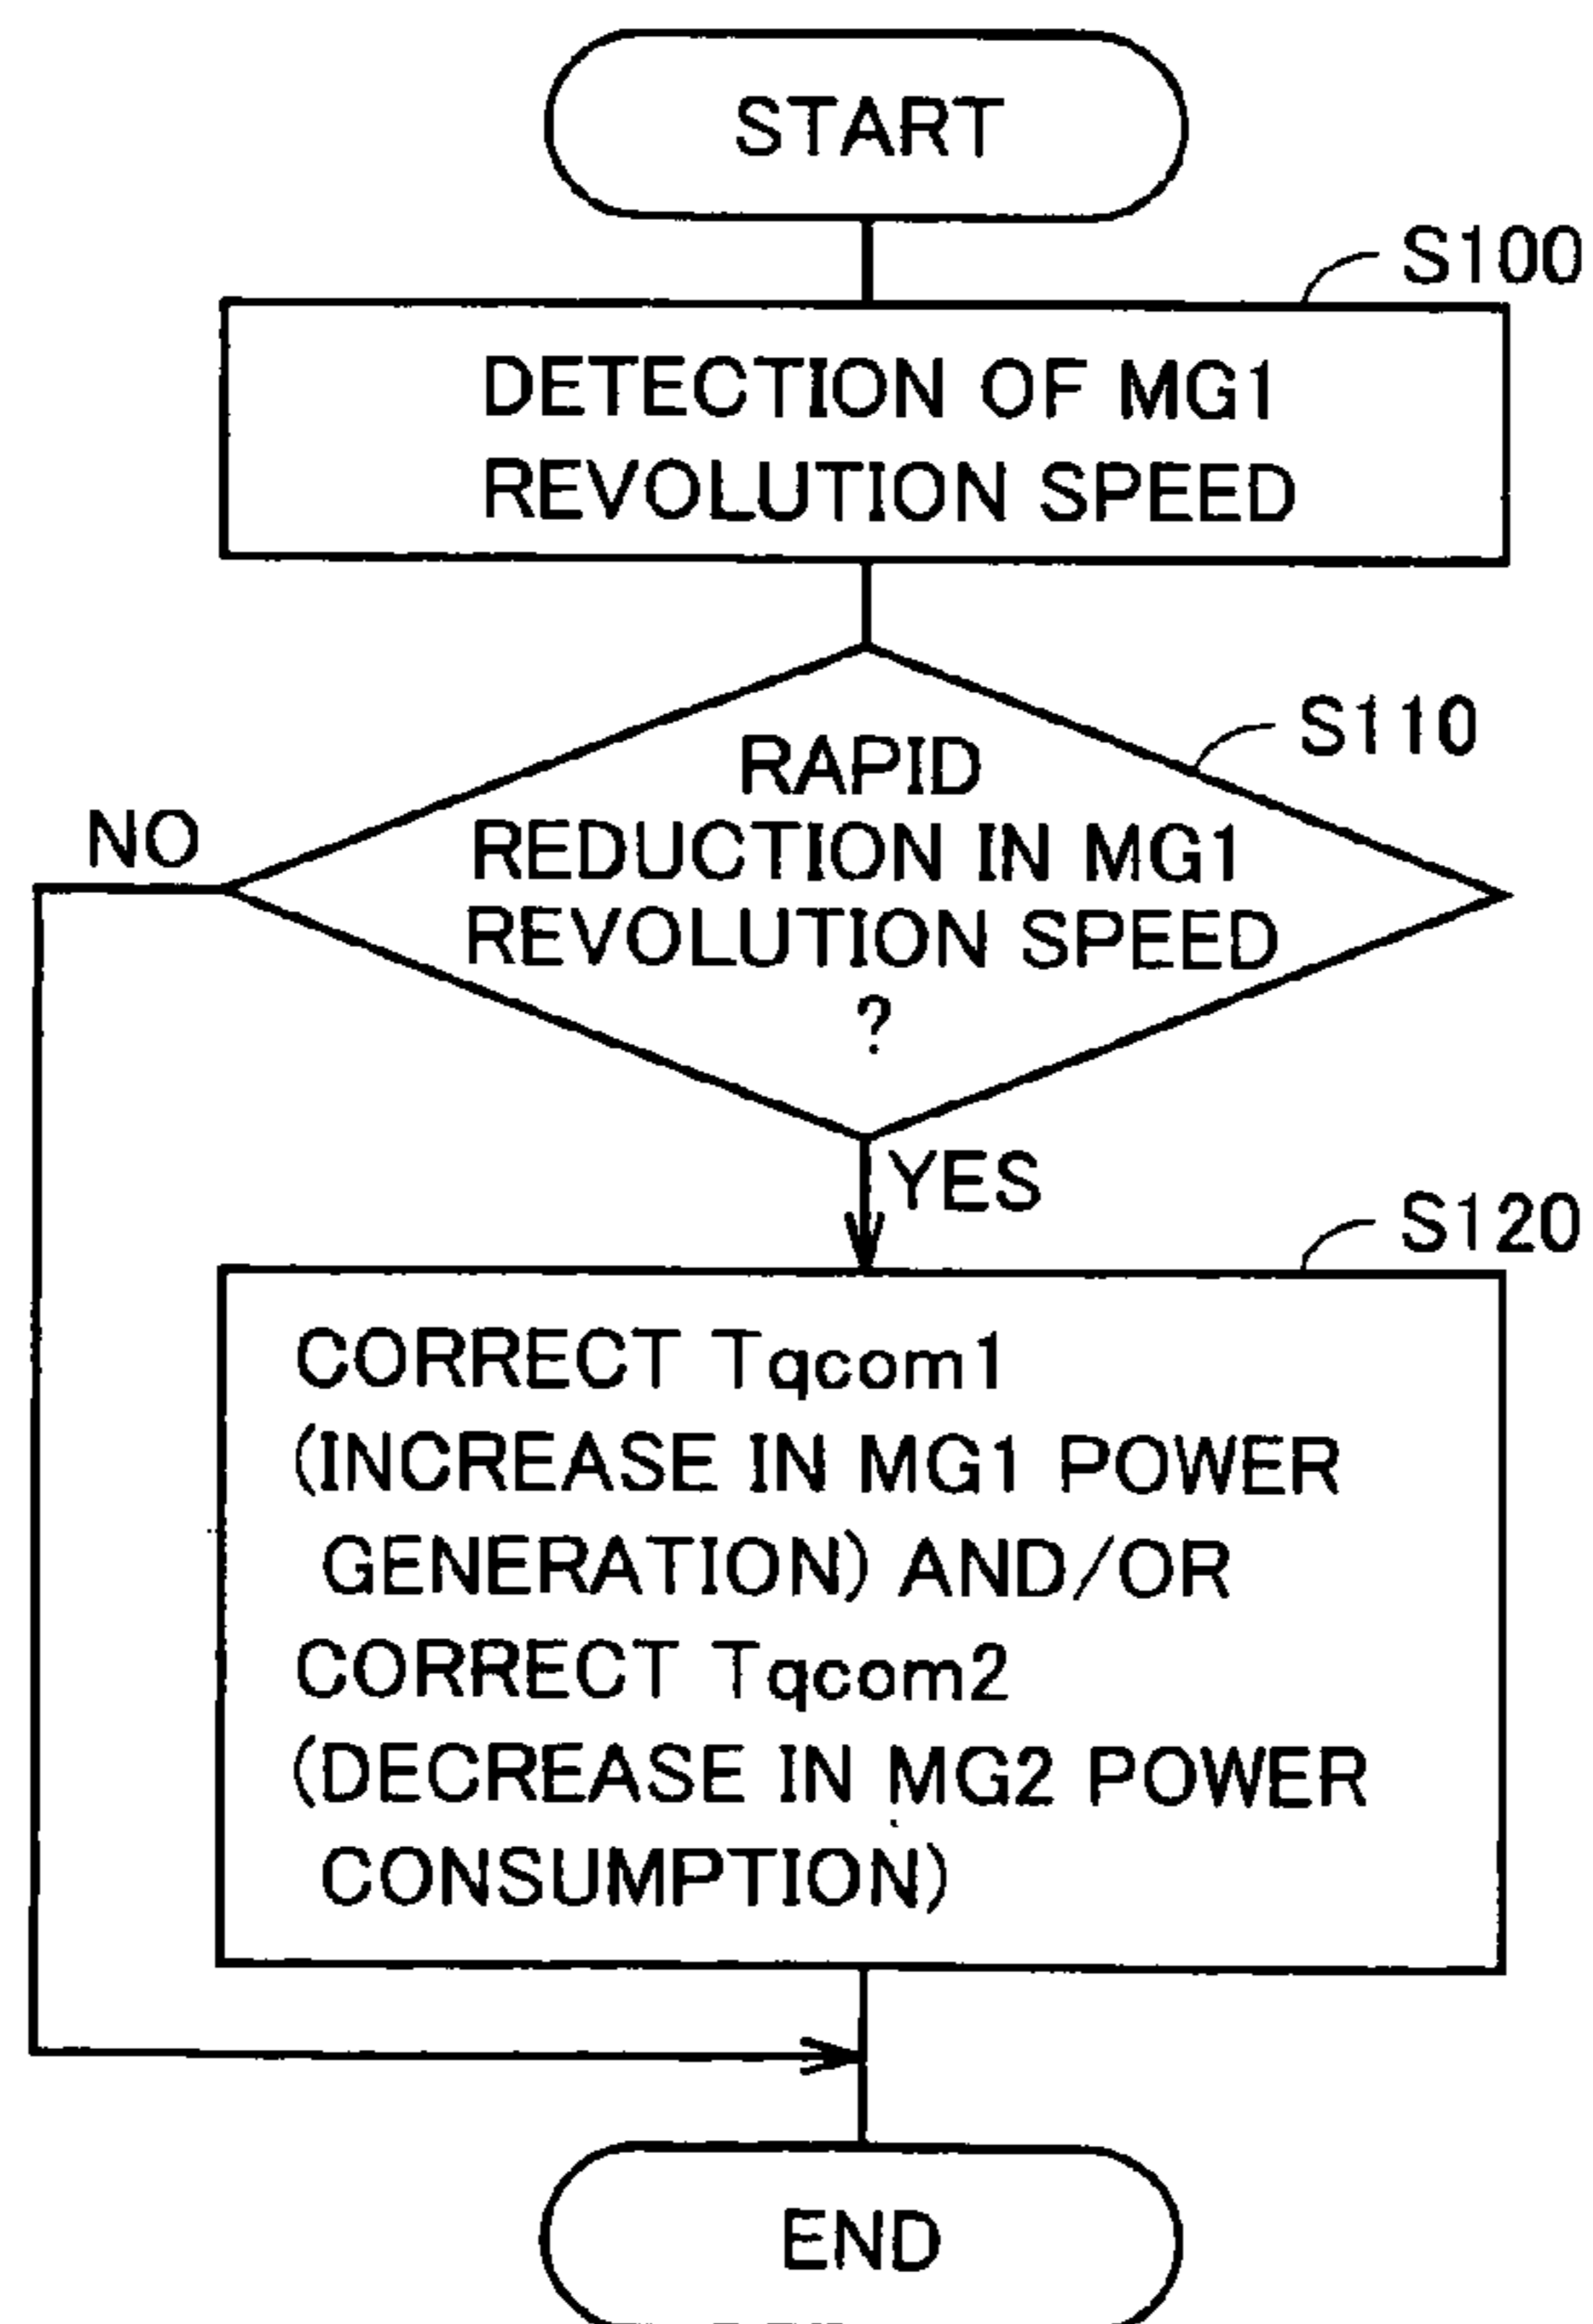 START
S100
DETECTION OF MG1
REVOLUTION SPEED
S110
RAPID
REDUCTION IN MG1
REVOLUTION SPEED
?
NO
YES
S120
CORRECT Tqcom1
(INCREASE IN MG1 POWER
GENERATION) AND/OR
CORRECT Tqcom2
(DECREASE IN MG2 POWER
CONSUMPTION)
END